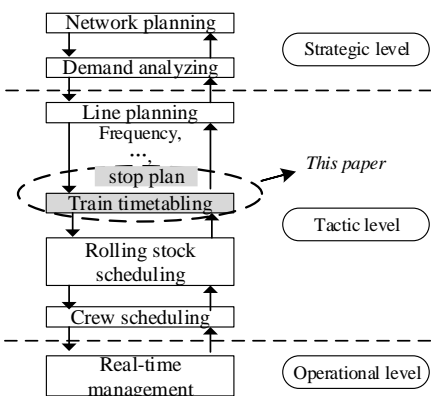 Network planning
Strategic level
Demand analyzing
Line planning
Frequency,
...,
stop plan
This paper
Train timetabling
Tactic level
Rolling stock
scheduling
Crew scheduling
Real-time
management
Operational level